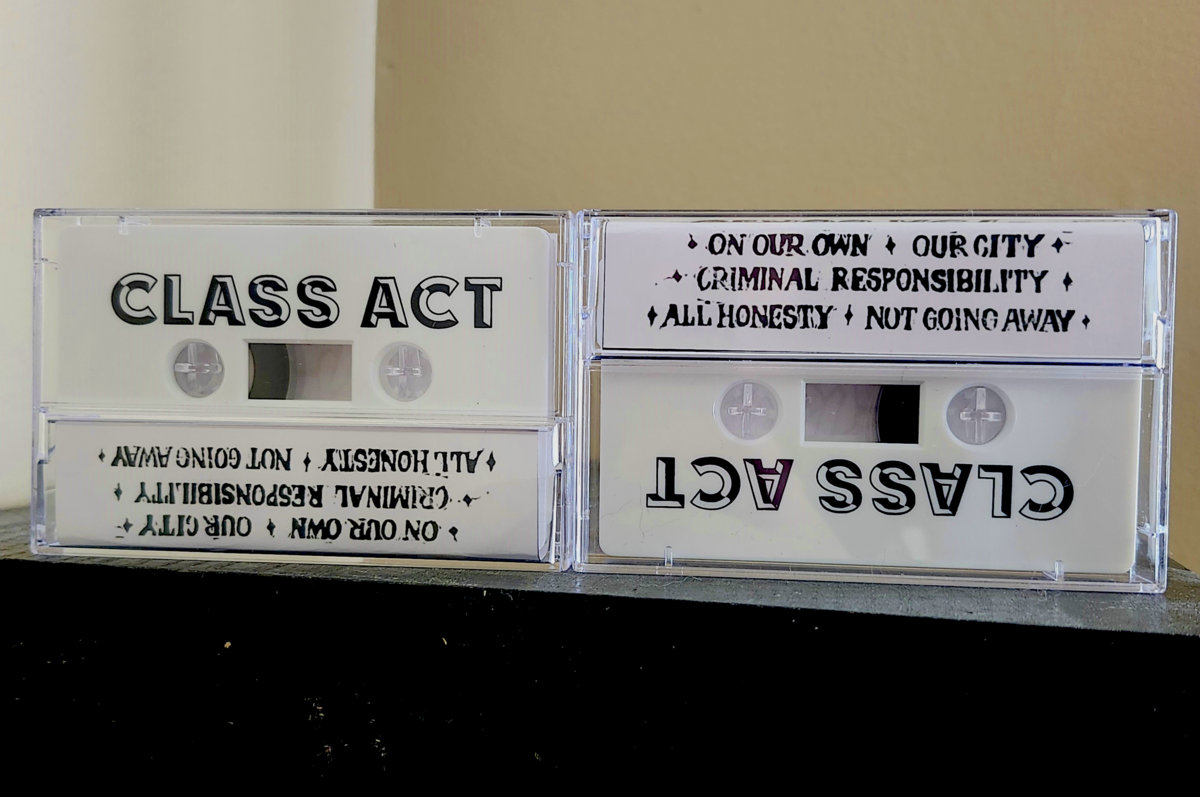 CLASS ACT
ALL HONESTY NOT GOING AWAY
CRIMINAL RESPONSIBILITY
ON OUR OWN OUR CITY
ON OUR OWN OUR CITY
CRIMINAL RESPONSIBILITY
ALL HONESTY NOT GOING AWAY
CLASS ACT